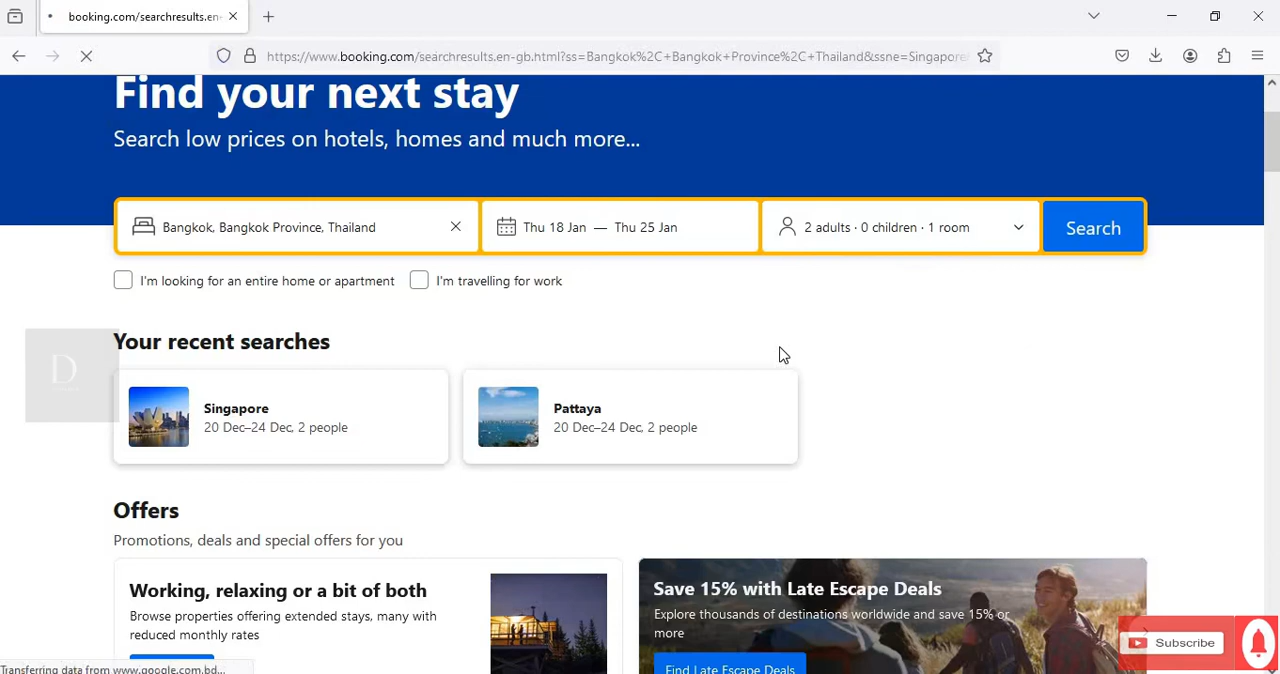 booking.com/searchresults.en-
https://www.booking.com/searchresults.en-gb.html?ss=Bangkok%2C+Bangkok+Province%2C+Thailand&ssne=Singapore
Find your next stay
Search low prices on hotels, homes and much more...
Bangkok, Bangkok Province, Thailand
Thu 18 Jan — Thu 25 Jan
2 adults · 0 children · 1 room
Search
I'm looking for an entire home or apartment
I'm travelling for work
Your recent searches
D
Singapore
20 Dec–24 Dec, 2 people
Pattaya
20 Dec–24 Dec, 2 people
Offers
Promotions, deals and special offers for you
Working, relaxing or a bit of both
Browse properties offering extended stays, many with
reduced monthly rates
Save 15% with Late Escape Deals
Explore thousands of destinations worldwide and save 15% or
more
Find Late Escape Deals
Subscribe
Transferring data from www.google.com.bd...